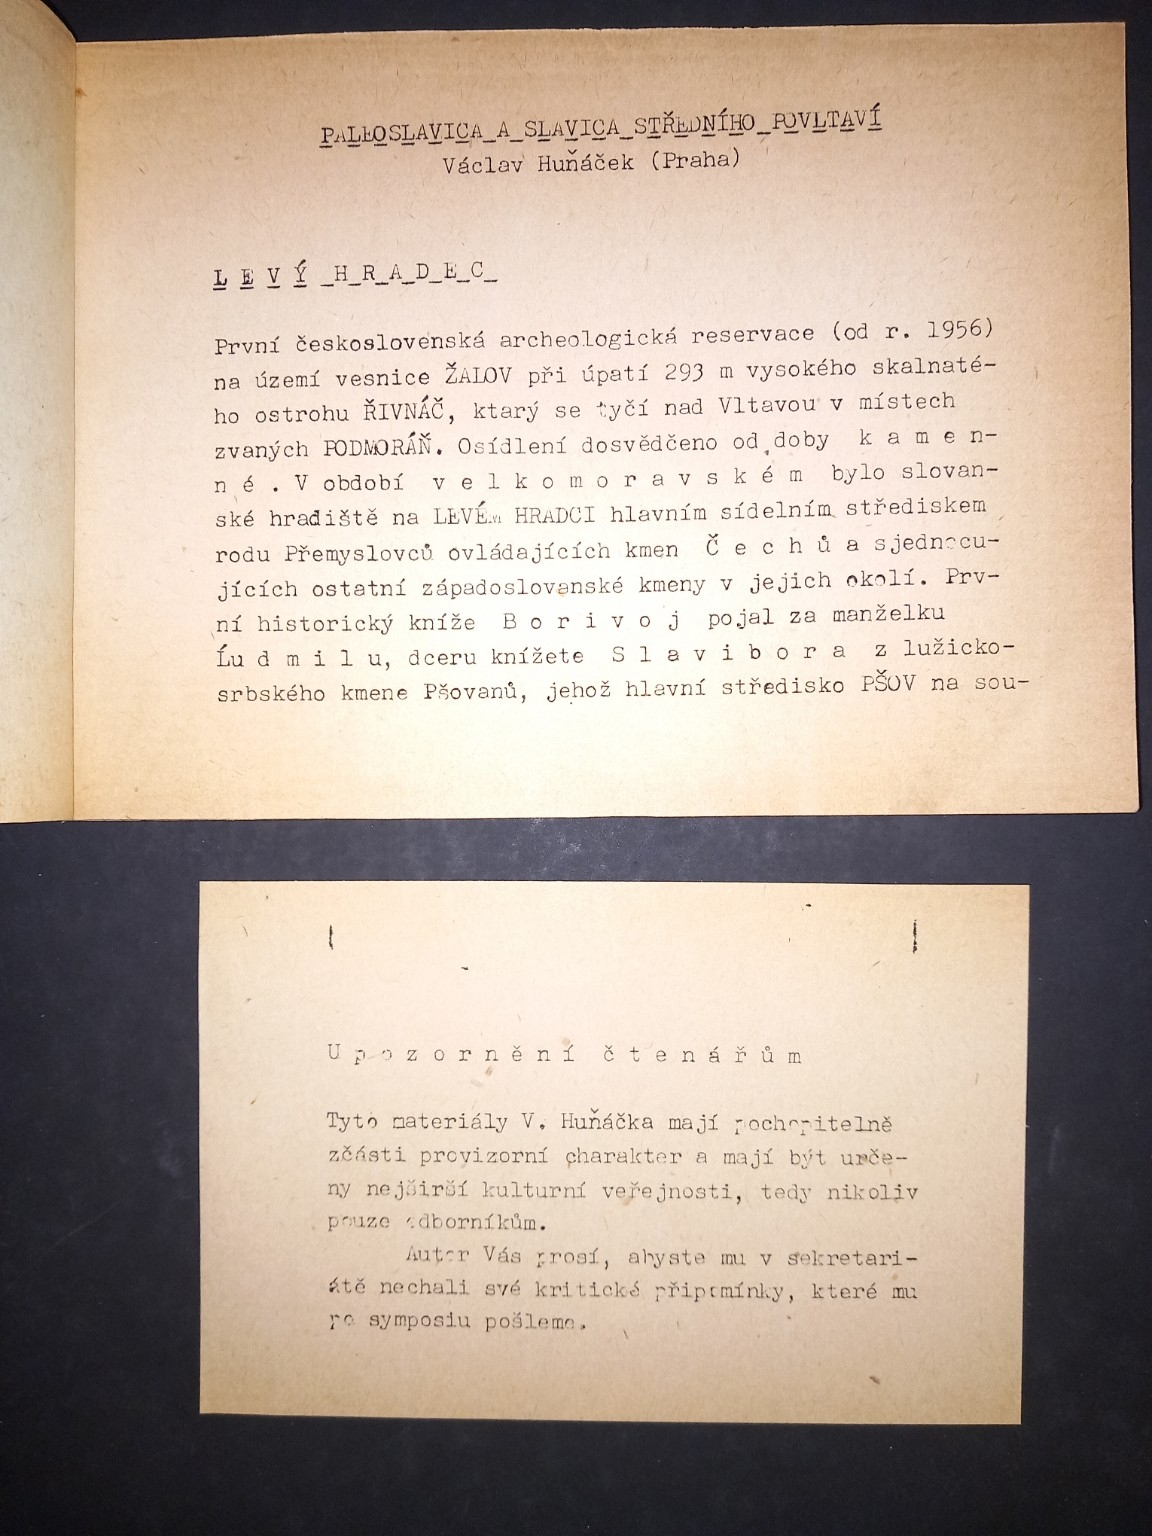 PALEOSLAVICA A SLAVICA STŘEDNÍHO POVLTAVÍ
Václav Huňáček (Praha)
L E V Ý H R A D E C
První československá archeologická reservace (od r. 1956)
na území vesnice ŽALOV při úpatí 293 m vysokého skalnaté-
ho ostrohu ŘIVNÁČ, ktarý se tyčí nad Vltavou v místech
zvaných PODMORÁŇ. Osídlení dosvědčeno od doby k a m e n-
n é . V období v e l k o m o r a v s k é m bylo slovan-
ské hradiště na LEVÉM HRADCI hlavním sídelním střediskem
rodu Přemyslovců ovládajících kmen Č e c h ů a sjednocu-
jících ostatní západoslovanské kmeny v jejich okolí. Prv-
ní historický kníže B o r i v o j pojal za manželku
Ĺu d m i l u, dceru knížete S l a v i b o r a z lužicko-
srbského kmene Pšovanů, jehož hlavní středisko PŠOV na sou-
U p o z o r n ě n í č t e n á ř ů m
Tyto materiály V. Huňáčka mají pochopitelně
zčásti provizorní charakter a mají být urče-
ny nejširší kulturní veřejnosti, tedy nikoliv
pouze odborníkům.
Autor Vás prosí, abyste mu v sekretari-
átě nechali své kritické připomínky, které mu
po symposiu pošleme.